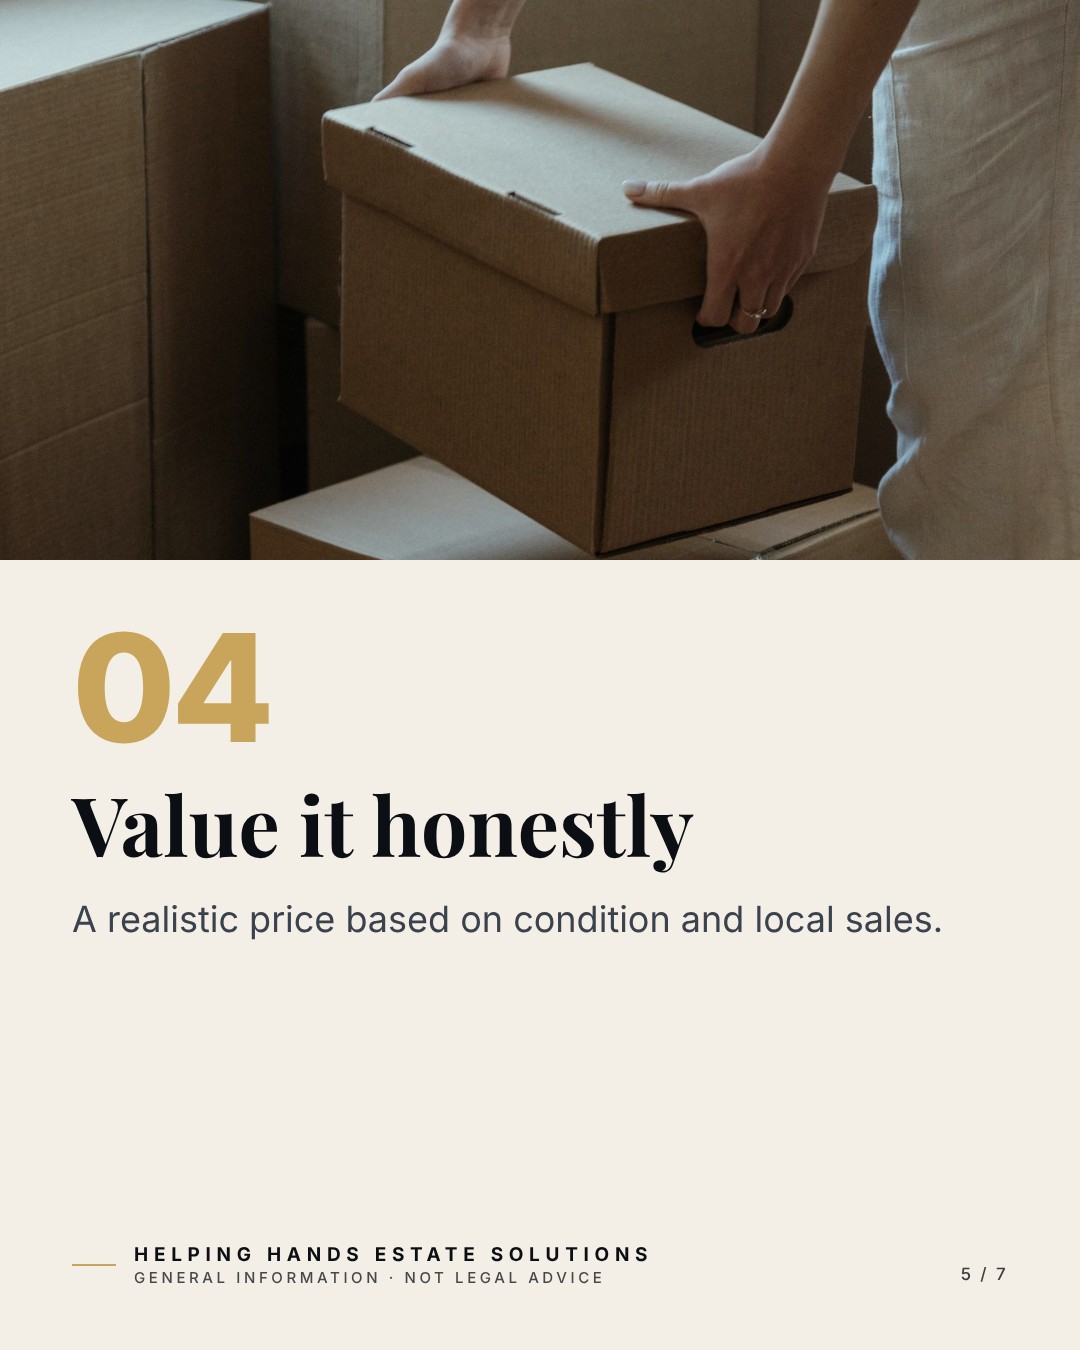 04
Value it honestly
A realistic price based on condition and local sales.
HELPING HANDS ESTATE SOLUTIONS
GENERAL INFORMATION · NOT LEGAL ADVICE
5 / 7